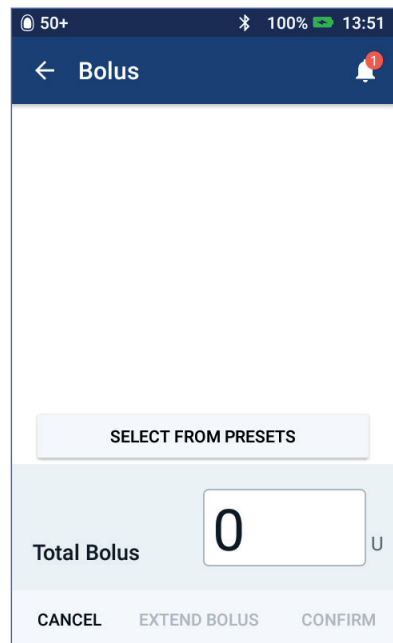 50+ 100% 13:51
Bolus 1
SELECT FROM PRESETS
Total Bolus 0 U
CANCEL EXTEND BOLUS CONFIRM